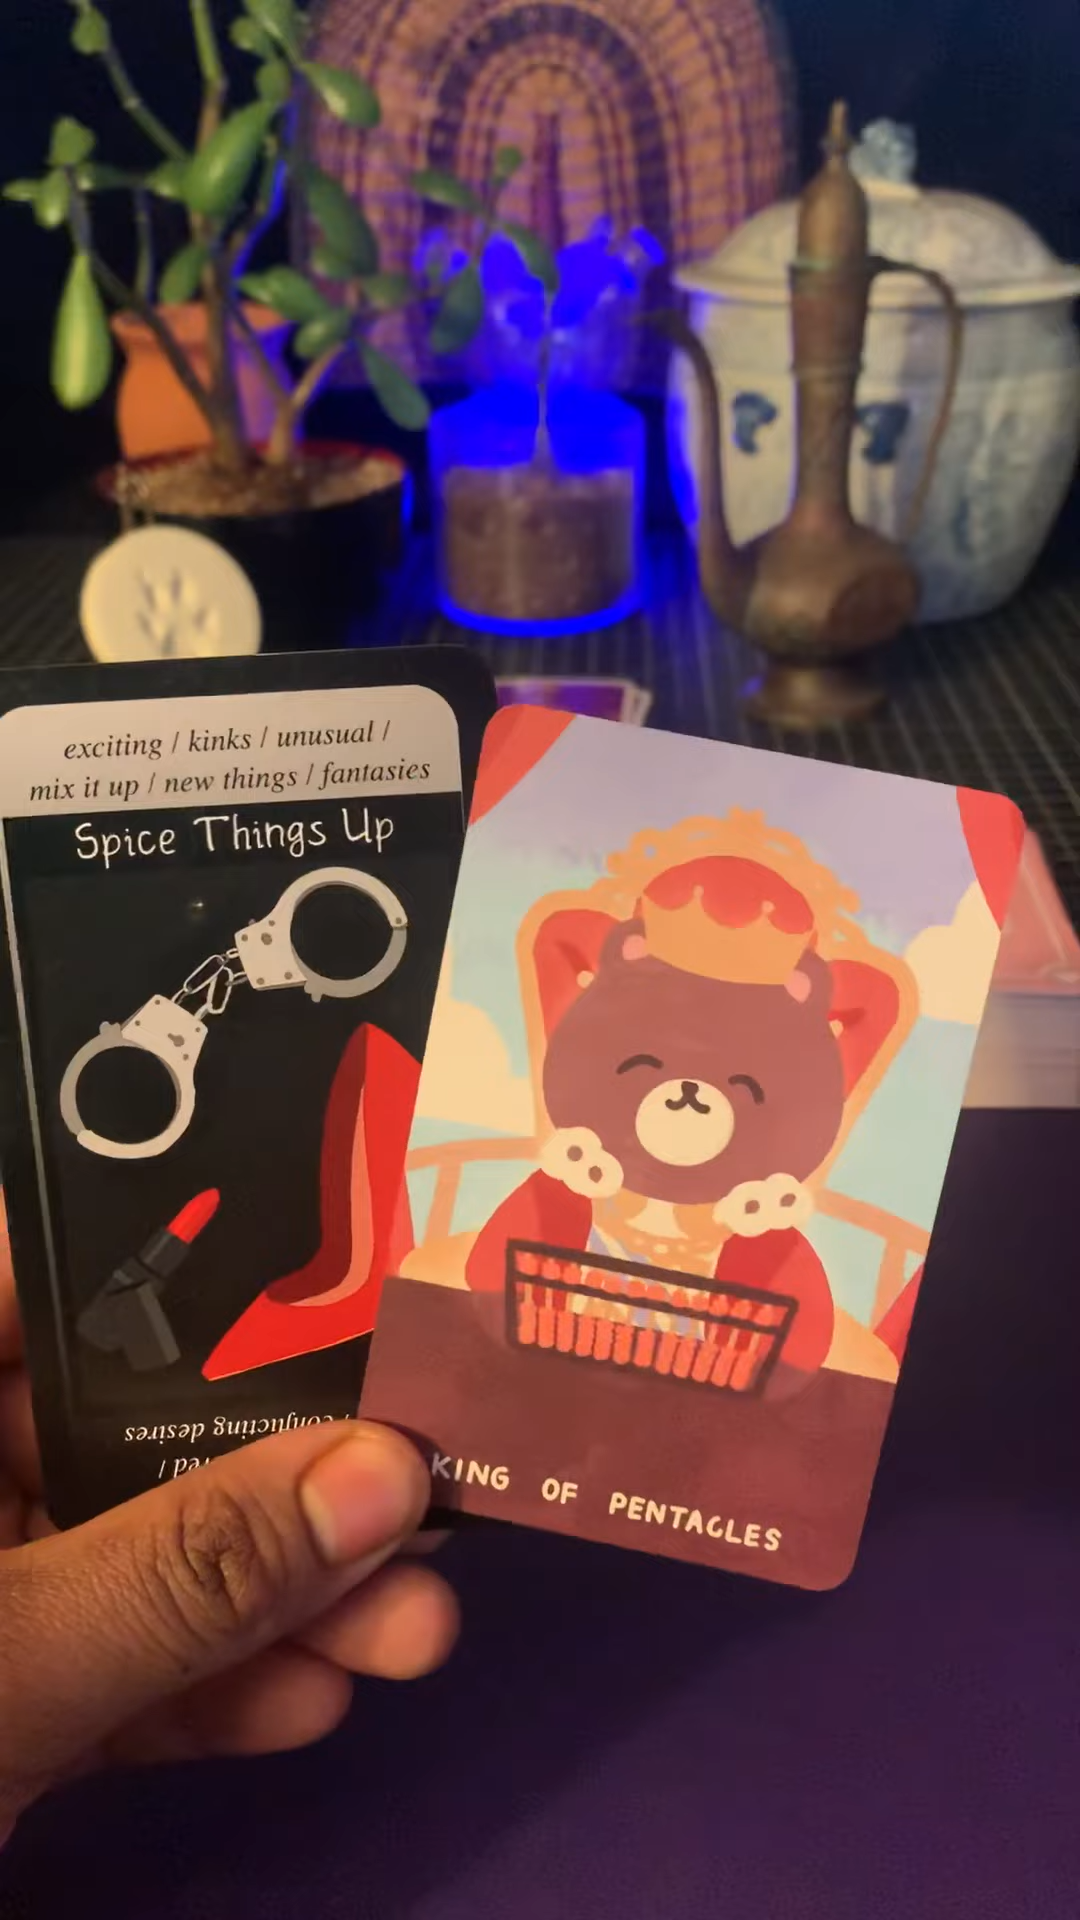 exciting / kinks / unusual /
mix it up / new things / fantasies
Spice Things Up
conflicting desires
/
KING OF PENTACLES